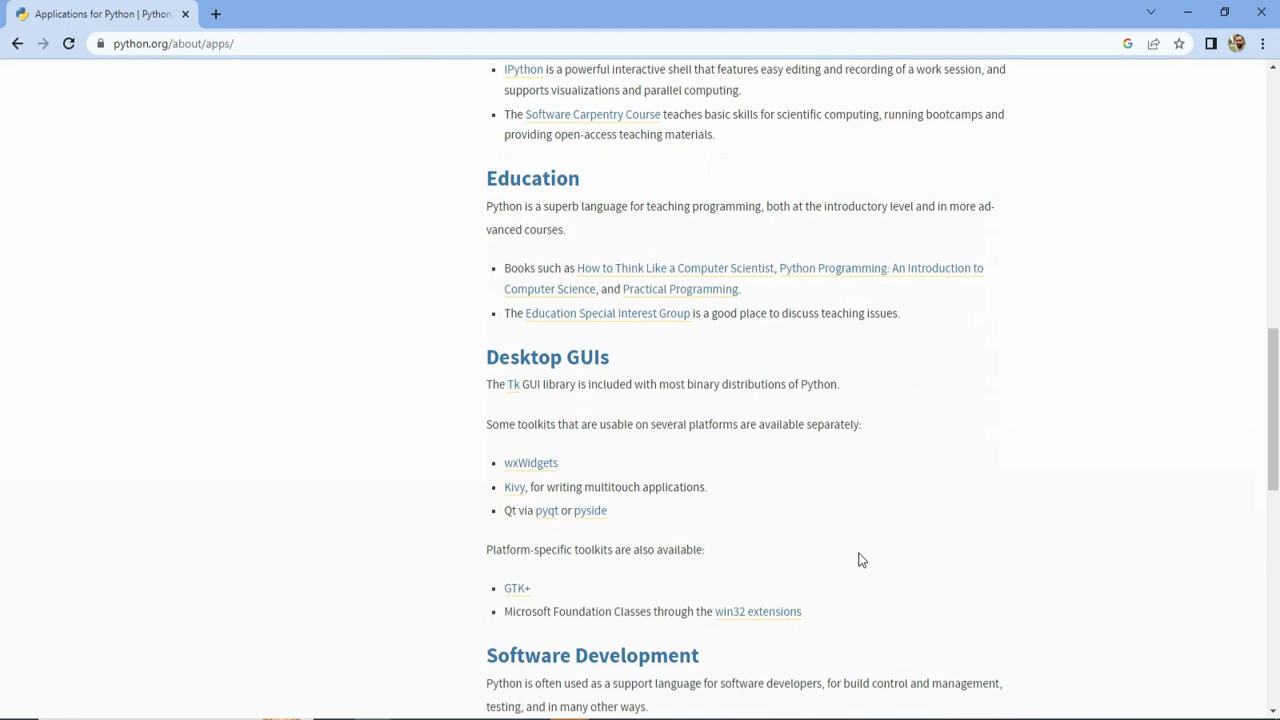 Applications for Python | Python.
python.org/about/apps/
IPython is a powerful interactive shell that features easy editing and recording of a work session, and
supports visualizations and parallel computing.
The Software Carpentry Course teaches basic skills for scientific computing, running bootcamps and
providing open-access teaching materials.
Education
Python is a superb language for teaching programming, both at the introductory level and in more ad-
vanced courses.
Books such as How to Think Like a Computer Scientist, Python Programming: An Introduction to
Computer Science, and Practical Programming.
The Education Special Interest Group is a good place to discuss teaching issues.
Desktop GUIs
The Tk GUI library is included with most binary distributions of Python.
Some toolkits that are usable on several platforms are available separately:
wxWidgets
Kivy, for writing multitouch applications.
Qt via pyqt or pyside
Platform-specific toolkits are also available:
GTK+
Microsoft Foundation Classes through the win32 extensions
Software Development
Python is often used as a support language for software developers, for build control and management,
testing, and in many other ways.